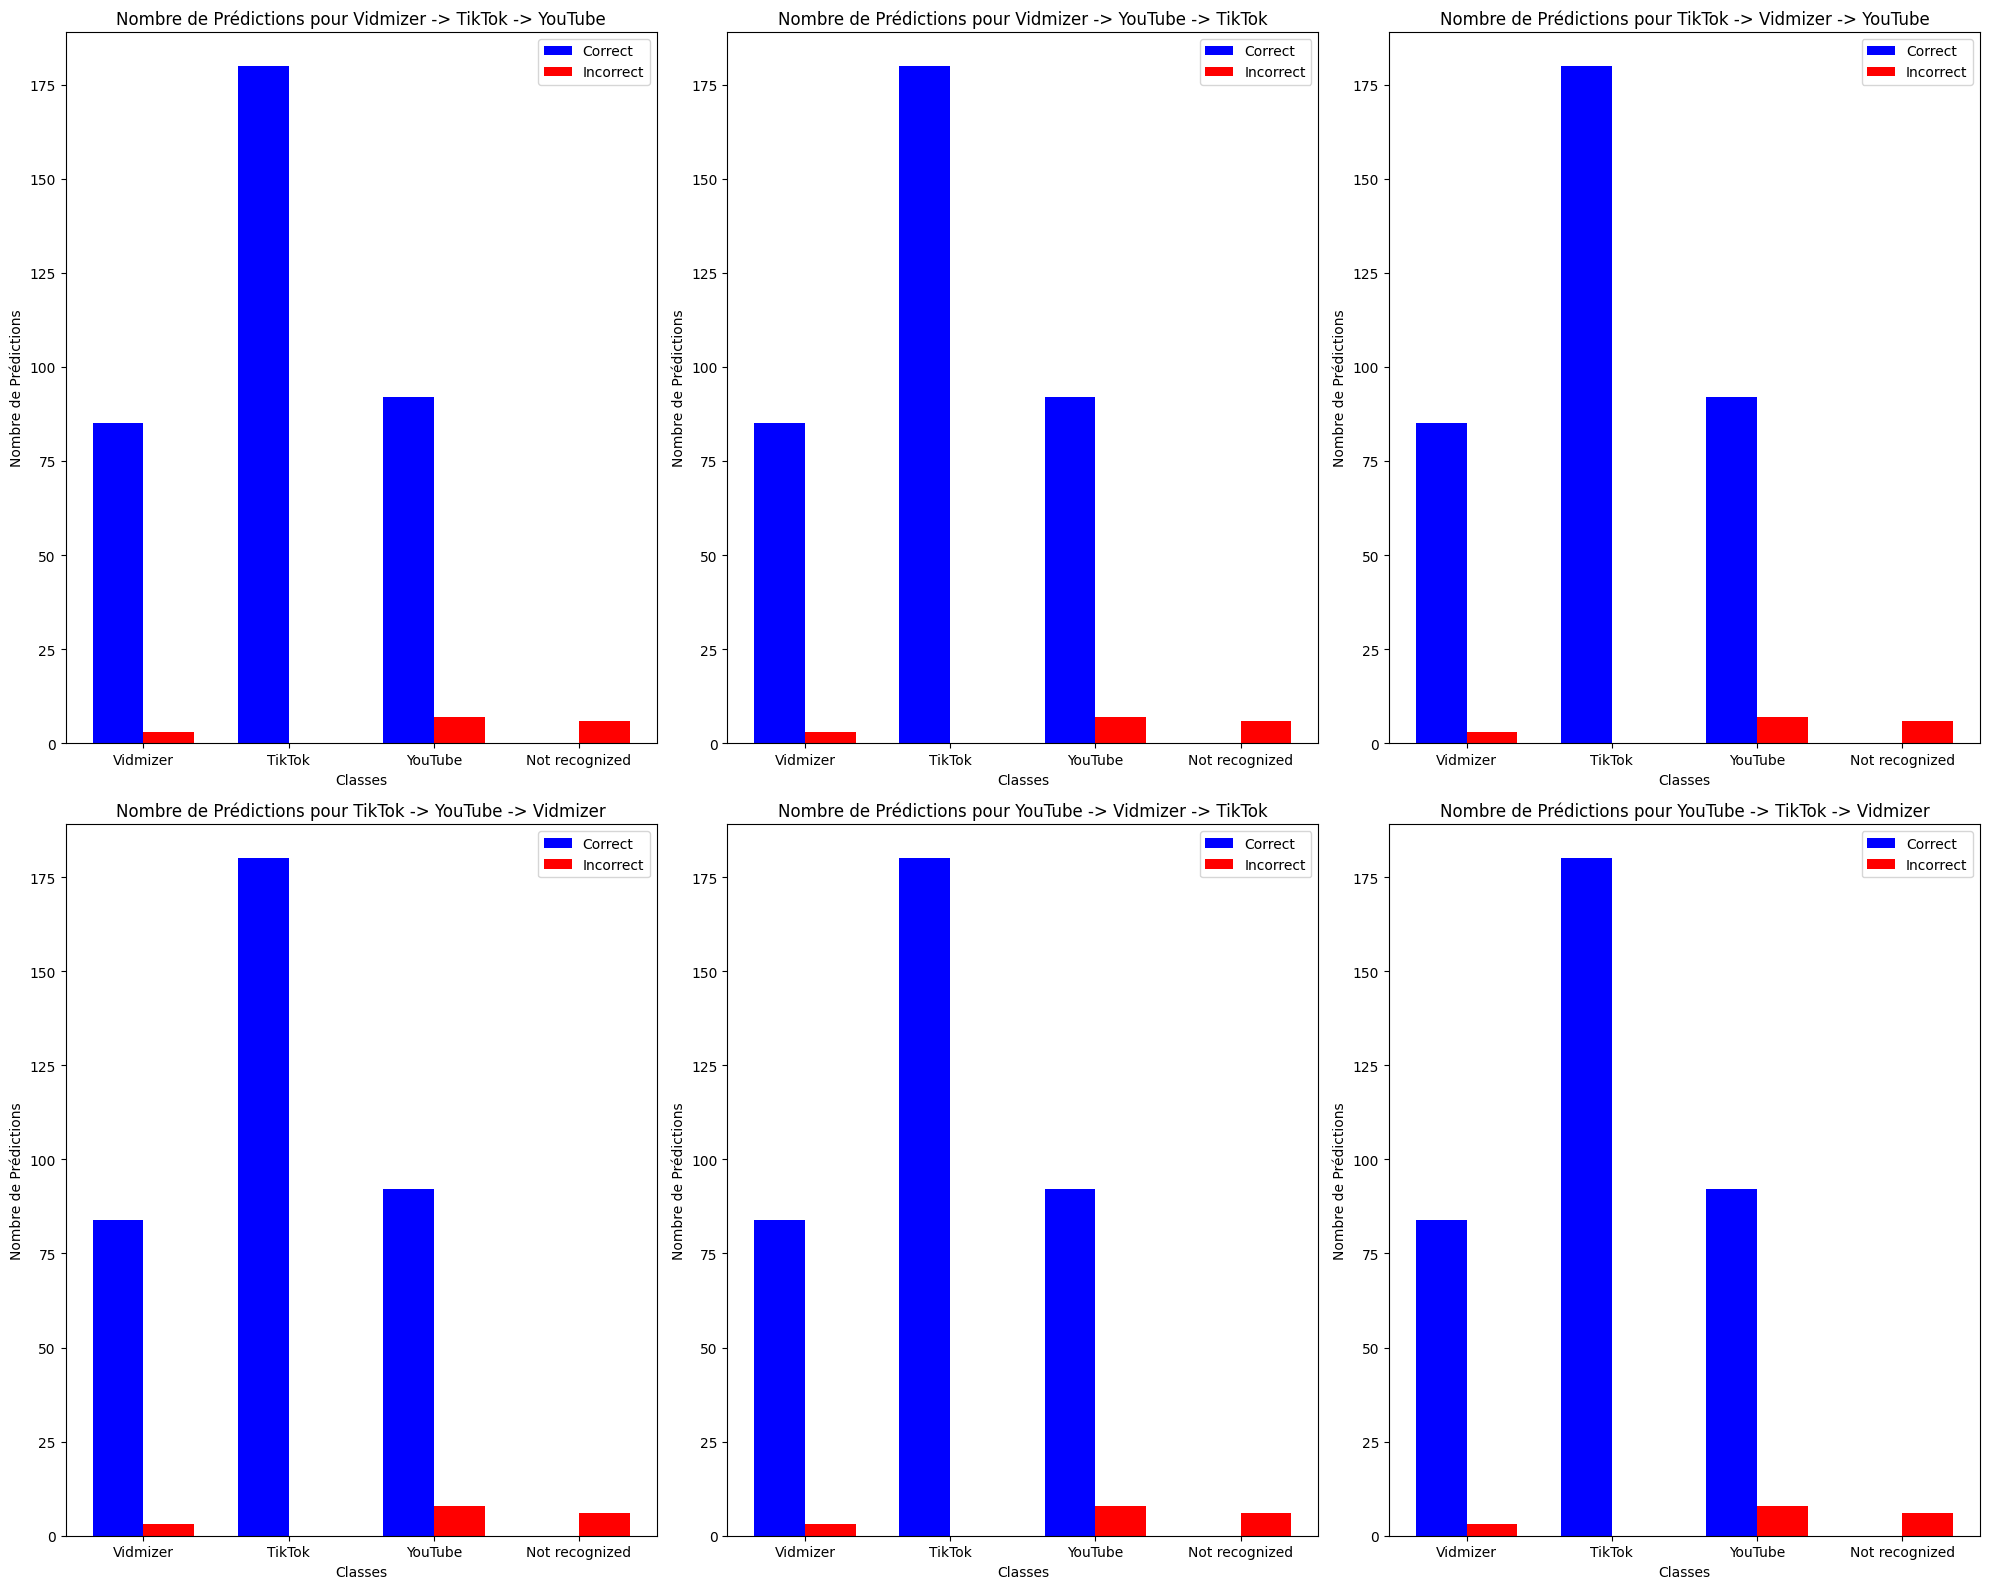 Nombre de Prédictions pour Vidmizer -> TikTok -> YouTube
Correct
Incorrect
175
150
125
100
75
50
25
0
Nombre de Prédictions
Vidmizer
TikTok
YouTube
Not recognized
Classes
Nombre de Prédictions pour Vidmizer -> YouTube -> TikTok
Correct
Incorrect
175
150
125
100
75
50
25
0
Nombre de Prédictions
Vidmizer
TikTok
YouTube
Not recognized
Classes
Nombre de Prédictions pour TikTok -> Vidmizer -> YouTube
Correct
Incorrect
175
150
125
100
75
50
25
0
Nombre de Prédictions
Vidmizer
TikTok
YouTube
Not recognized
Classes
Nombre de Prédictions pour TikTok -> YouTube -> Vidmizer
Correct
Incorrect
175
150
125
100
75
50
25
0
Nombre de Prédictions
Vidmizer
TikTok
YouTube
Not recognized
Classes
Nombre de Prédictions pour YouTube -> Vidmizer -> TikTok
Correct
Incorrect
175
150
125
100
75
50
25
0
Nombre de Prédictions
Vidmizer
TikTok
YouTube
Not recognized
Classes
Nombre de Prédictions pour YouTube -> TikTok -> Vidmizer
Correct
Incorrect
175
150
125
100
75
50
25
0
Nombre de Prédictions
Vidmizer
TikTok
YouTube
Not recognized
Classes